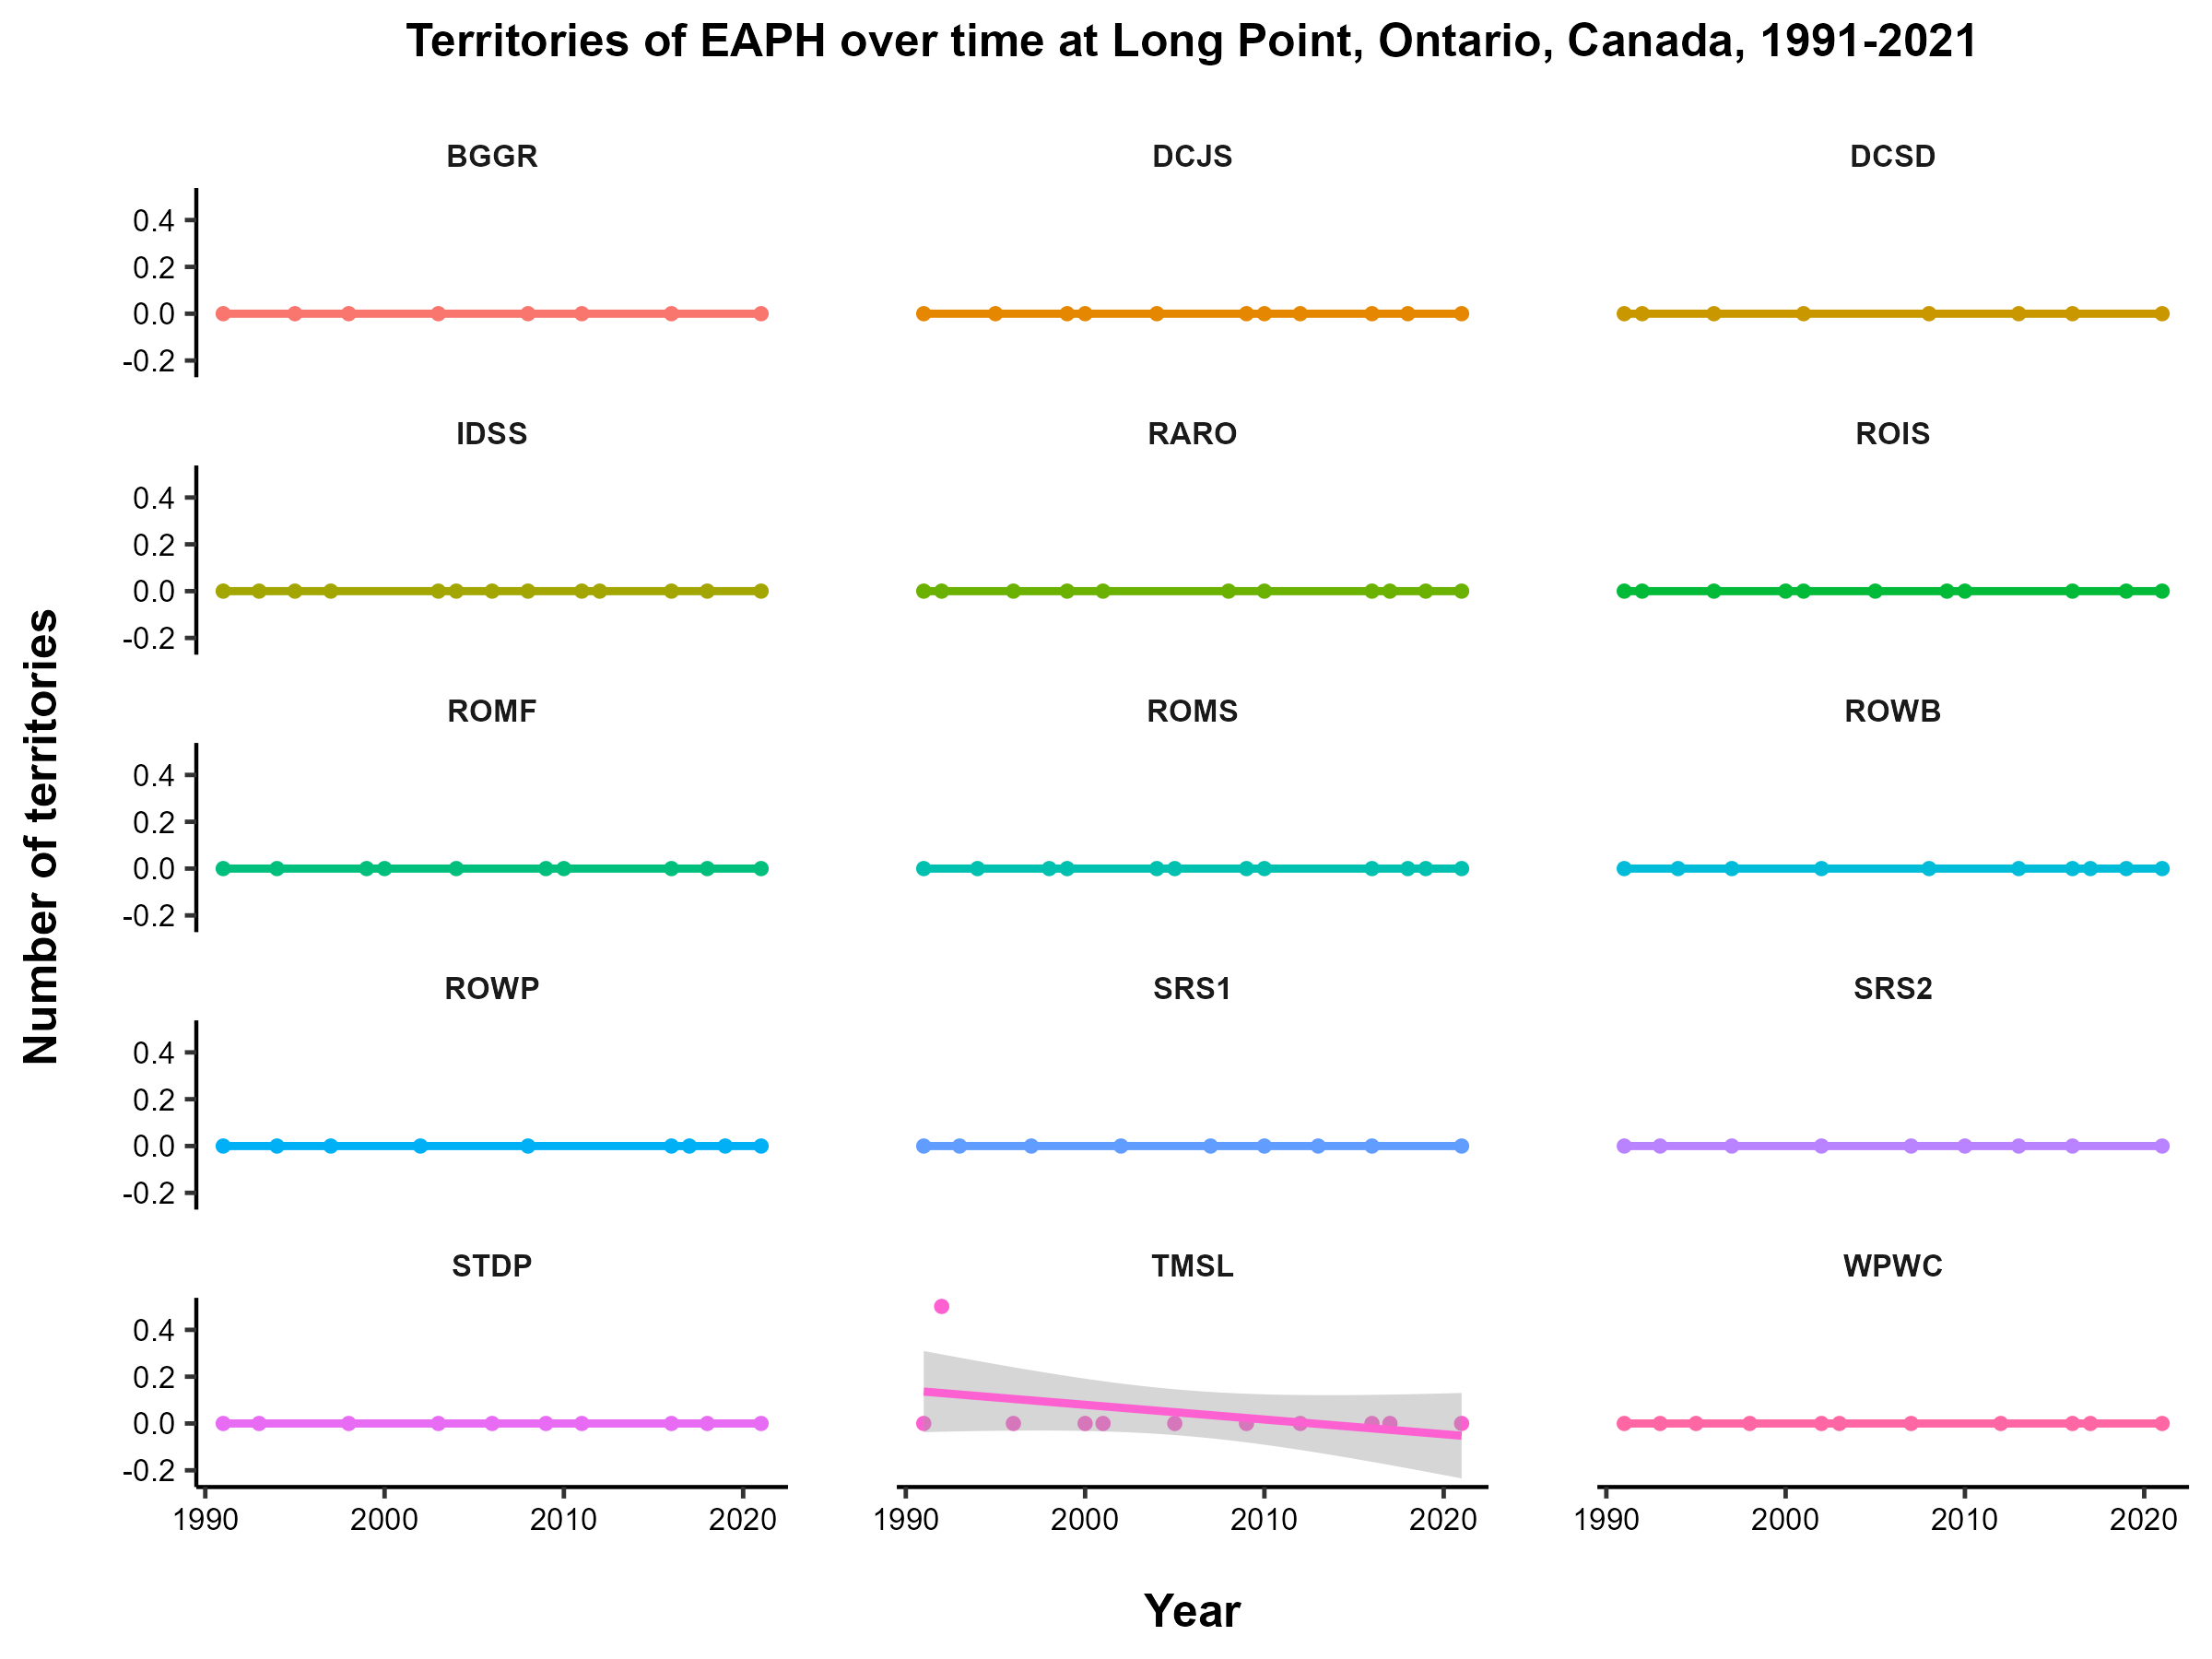 Territories of EAPH over time at Long Point, Ontario, Canada, 1991-2021
BGGR DCJS DCSD
0.4
0.2
0.0
-0.2
IDSS RARO ROIS
0.4
0.2
0.0
-0.2
ROMF ROMS ROWB
0.4
0.2
0.0
-0.2
ROWP SRS1 SRS2
0.4
0.2
0.0
-0.2
STDP TMSL WPWC
0.4
0.2
0.0
-0.2
1990 2000 2010 2020 1990 2000 2010 2020 1990 2000 2010 2020
Number of territories
Year